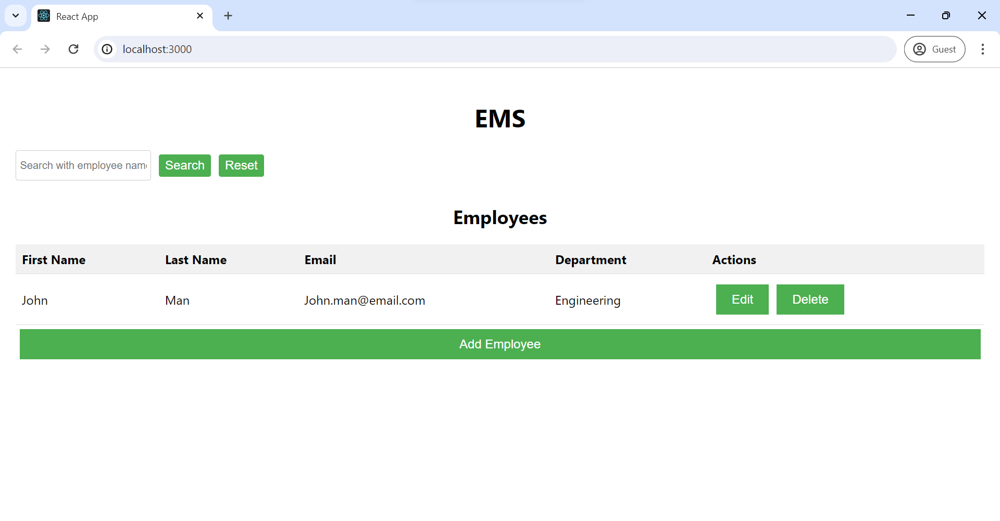 React App
localhost:3000
Guest
EMS
Search with employee nam
Search Reset
Employees
First Name Last Name Email Department Actions
John Man John.man@email.com Engineering Edit Delete
Add Employee